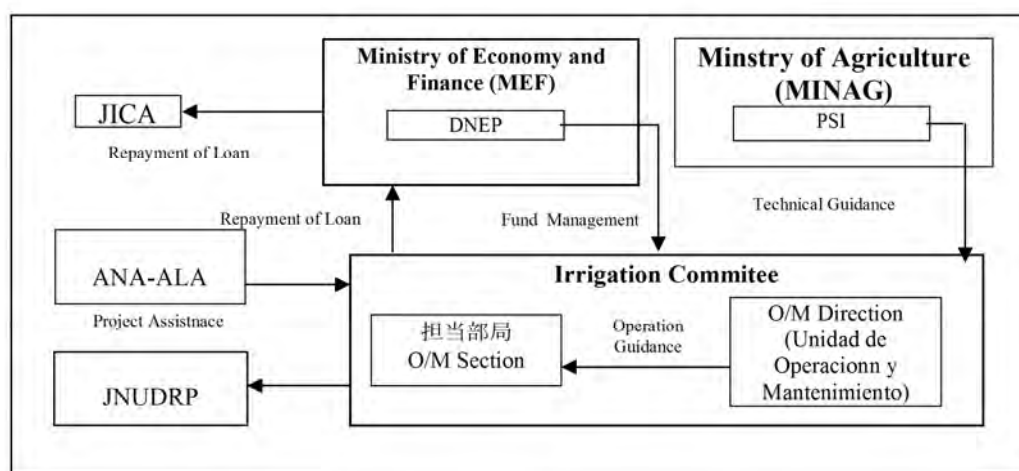 Ministry of Economy and
Finance (MEF)
DNEP
Minstry of Agriculture
(MINAG)
PSI
JICA
Repayment of Loan
Repayment of Loan
Fund Management
Technical Guidance
ANA-ALA
Project Assistnace
JNUDRP
Irrigation Commitee
担当部局
O/M Section
Operation
Guidance
O/M Direction
(Unidad de
Operacionn y
Mantenimiento)